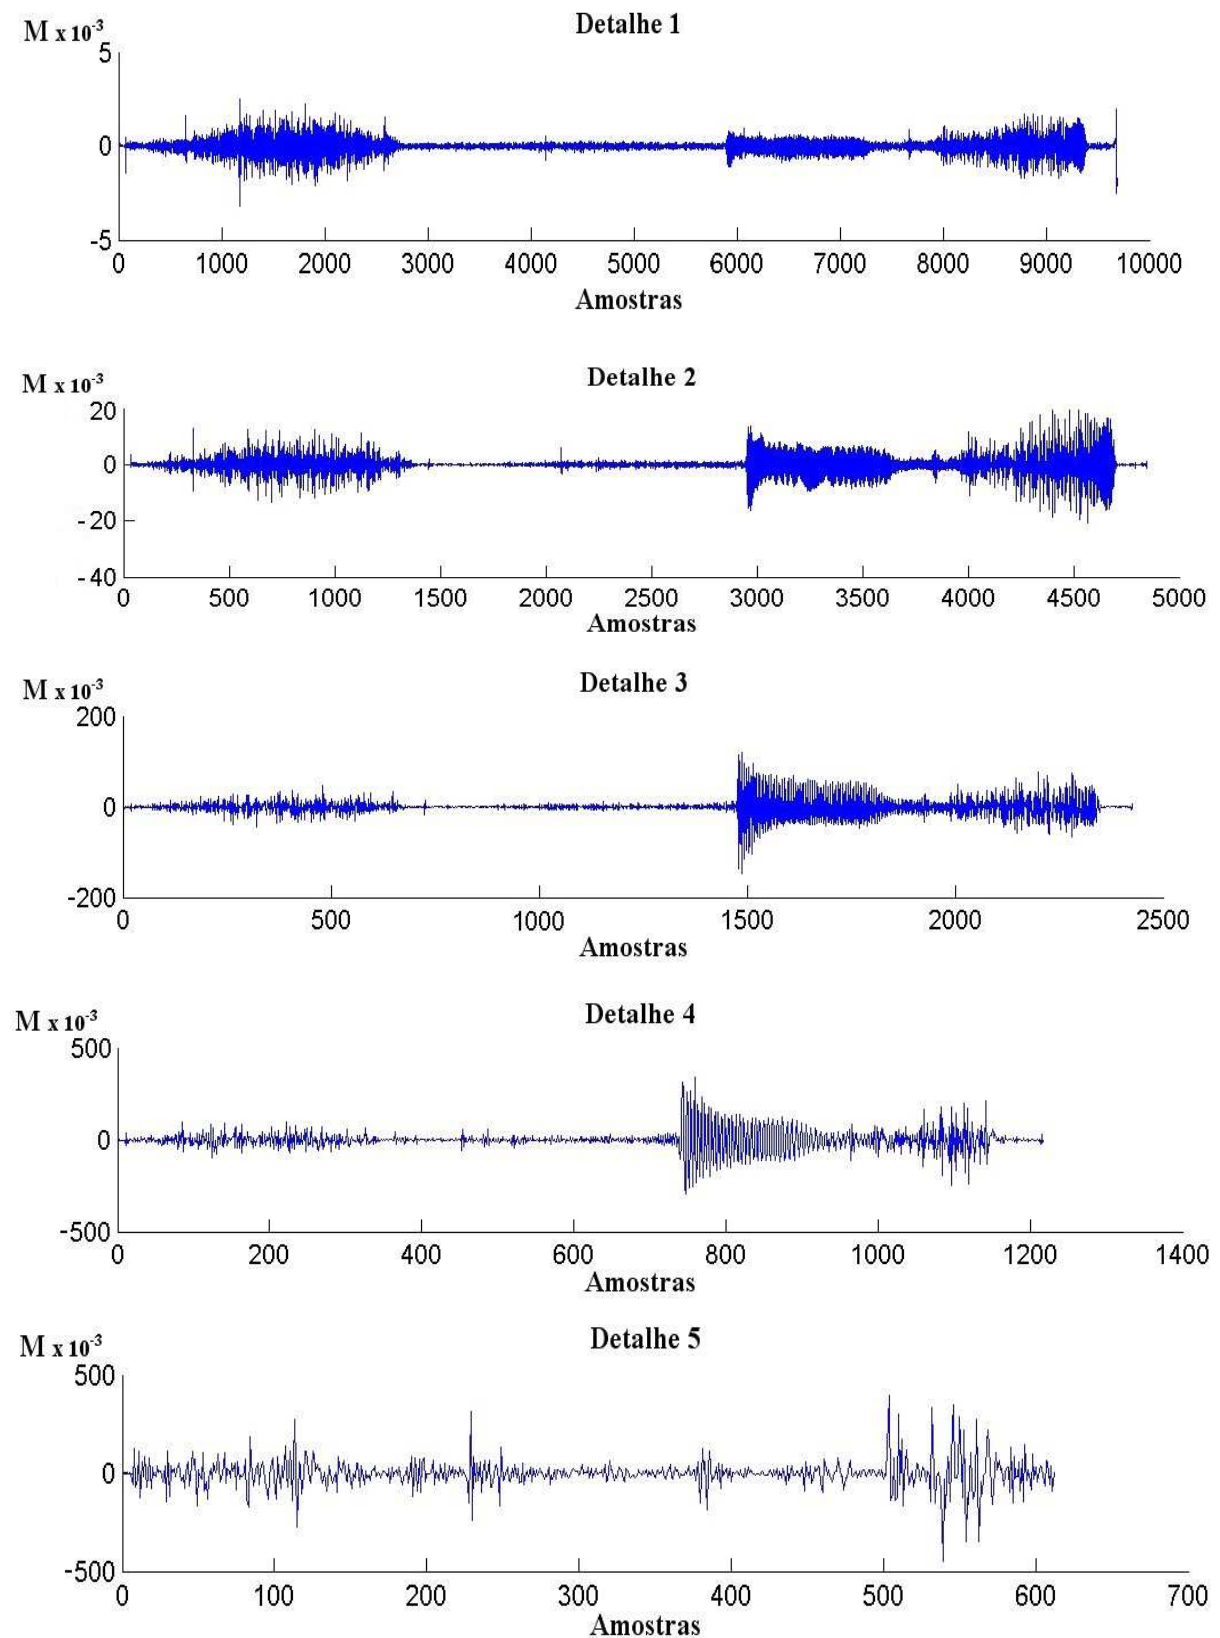 Detalhe 1
M x 10-3
5
0
-5
0 1000 2000 3000 4000 5000 6000 7000 8000 9000 10000
Amostras
Detalhe 2
M x 10-3
20
0
-20
-40
0 500 1000 1500 2000 2500 3000 3500 4000 4500 5000
Amostras
Detalhe 3
M x 10-3
200
0
-200
0 500 1000 1500 2000 2500
Amostras
Detalhe 4
M x 10-3
500
0
-500
0 200 400 600 800 1000 1200 1400
Amostras
Detalhe 5
M x 10-3
500
0
-500
0 100 200 300 400 500 600 700
Amostras